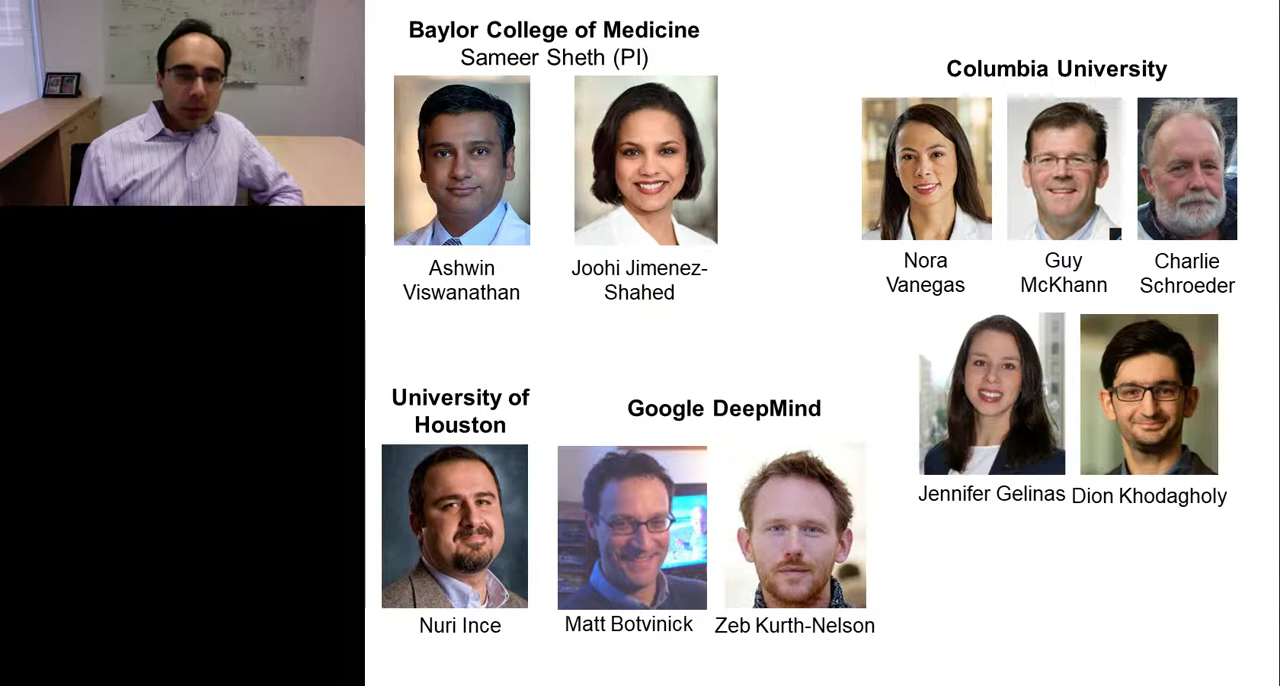 Baylor College of Medicine
Sameer Sheth (PI)
Ashwin
Viswanathan
Joohi Jimenez-
Shahed
Columbia University
Nora
Vanegas
Guy
McKhann
Charlie
Schroeder
Jennifer Gelinas
Dion Khodagholy
University of
Houston
Nuri Ince
Google DeepMind
Matt Botvinick
Zeb Kurth-Nelson